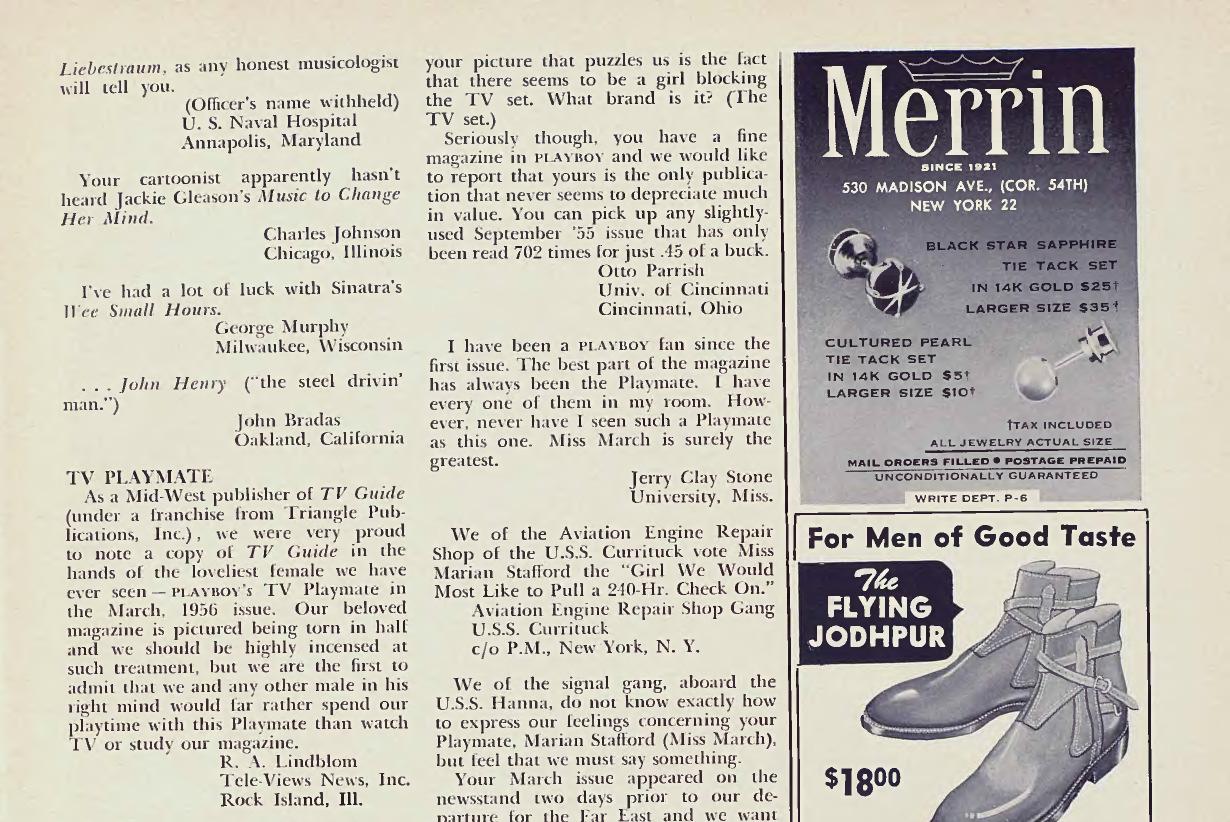 Liebestraum, as any honest musicologist
will tell you.
(Officer's name withheld)
U. S. Naval Hospital
Annapolis, Maryland
Your cartoonist apparently hasn't
heard Jackie Gleason's Music to Change
Her Mind.
Charles Johnson
Chicago, Illinois
I've had a lot of luck with Sinatra's
Wee Small Hours.
George Murphy
Milwaukee, Wisconsin
. . . John Henry ("the steel drivin'
man.")
John Bradas
Oakland, California
TV PLAYMATE
As a Mid-West publisher of TV Guide
(under a franchise from Triangle Pub-
lications, Inc.), we were very proud
to note a copy of TV Guide in the
hands of the loveliest female we have
ever seen — PLAYBOY'S TV Playmate in
the March, 1956 issue. Our beloved
magazine is pictured being torn in half
and we should be highly incensed at
such treatment, but we are the first to
admit that we and any other male in his
right mind would far rather spend our
playtime with this Playmate than watch
TV or study our magazine.
R. A. Lindblom
Tele-Views News, Inc.
Rock Island, Ill.
your picture that puzzles us is the fact
that there seems to be a girl blocking
the TV set. What brand is it? (The
TV set.)
Seriously though, you have a fine
magazine in PLAYBOY and we would like
to report that yours is the only publica-
tion that never seems to depreciate much
in value. You can pick up any slightly-
used September '55 issue that has only
been read 702 times for just .45 of a buck.
Otto Parrish
Univ. of Cincinnati
Cincinnati, Ohio
I have been a PLAYBOY fan since the
first issue. The best part of the magazine
has always been the Playmate. I have
every one of them in my room. How-
ever, never have I seen such a Playmate
as this one. Miss March is surely the
greatest.
Jerry Clay Stone
University, Miss.
We of the Aviation Engine Repair
Shop of the U.S.S. Currituck vote Miss
Marian Stafford the "Girl We Would
Most Like to Pull a 240-Hr. Check On."
Aviation Engine Repair Shop Gang
U.S.S. Currituck
c/o P.M., New York, N. Y.
We of the signal gang, aboard the
U.S.S. Hanna, do not know exactly how
to express our feelings concerning your
Playmate, Marian Stafford (Miss March),
but feel that we must say something.
Your March issue appeared on the
newsstand two days prior to our de-
parture for the Far East and we want
Merrin
SINCE 1921
530 MADISON AVE., (COR. 54TH)
NEW YORK 22
BLACK STAR SAPPHIRE
TIE TACK SET
IN 14K GOLD $25†
LARGER SIZE $35†
CULTURED PEARL
TIE TACK SET
IN 14K GOLD $5†
LARGER SIZE $10†
†TAX INCLUDED
ALL JEWELRY ACTUAL SIZE
MAIL ORDERS FILLED • POSTAGE PREPAID
UNCONDITIONALLY GUARANTEED
WRITE DEPT. P-6
For Men of Good Taste
The
FLYING
JODHPUR
$1800